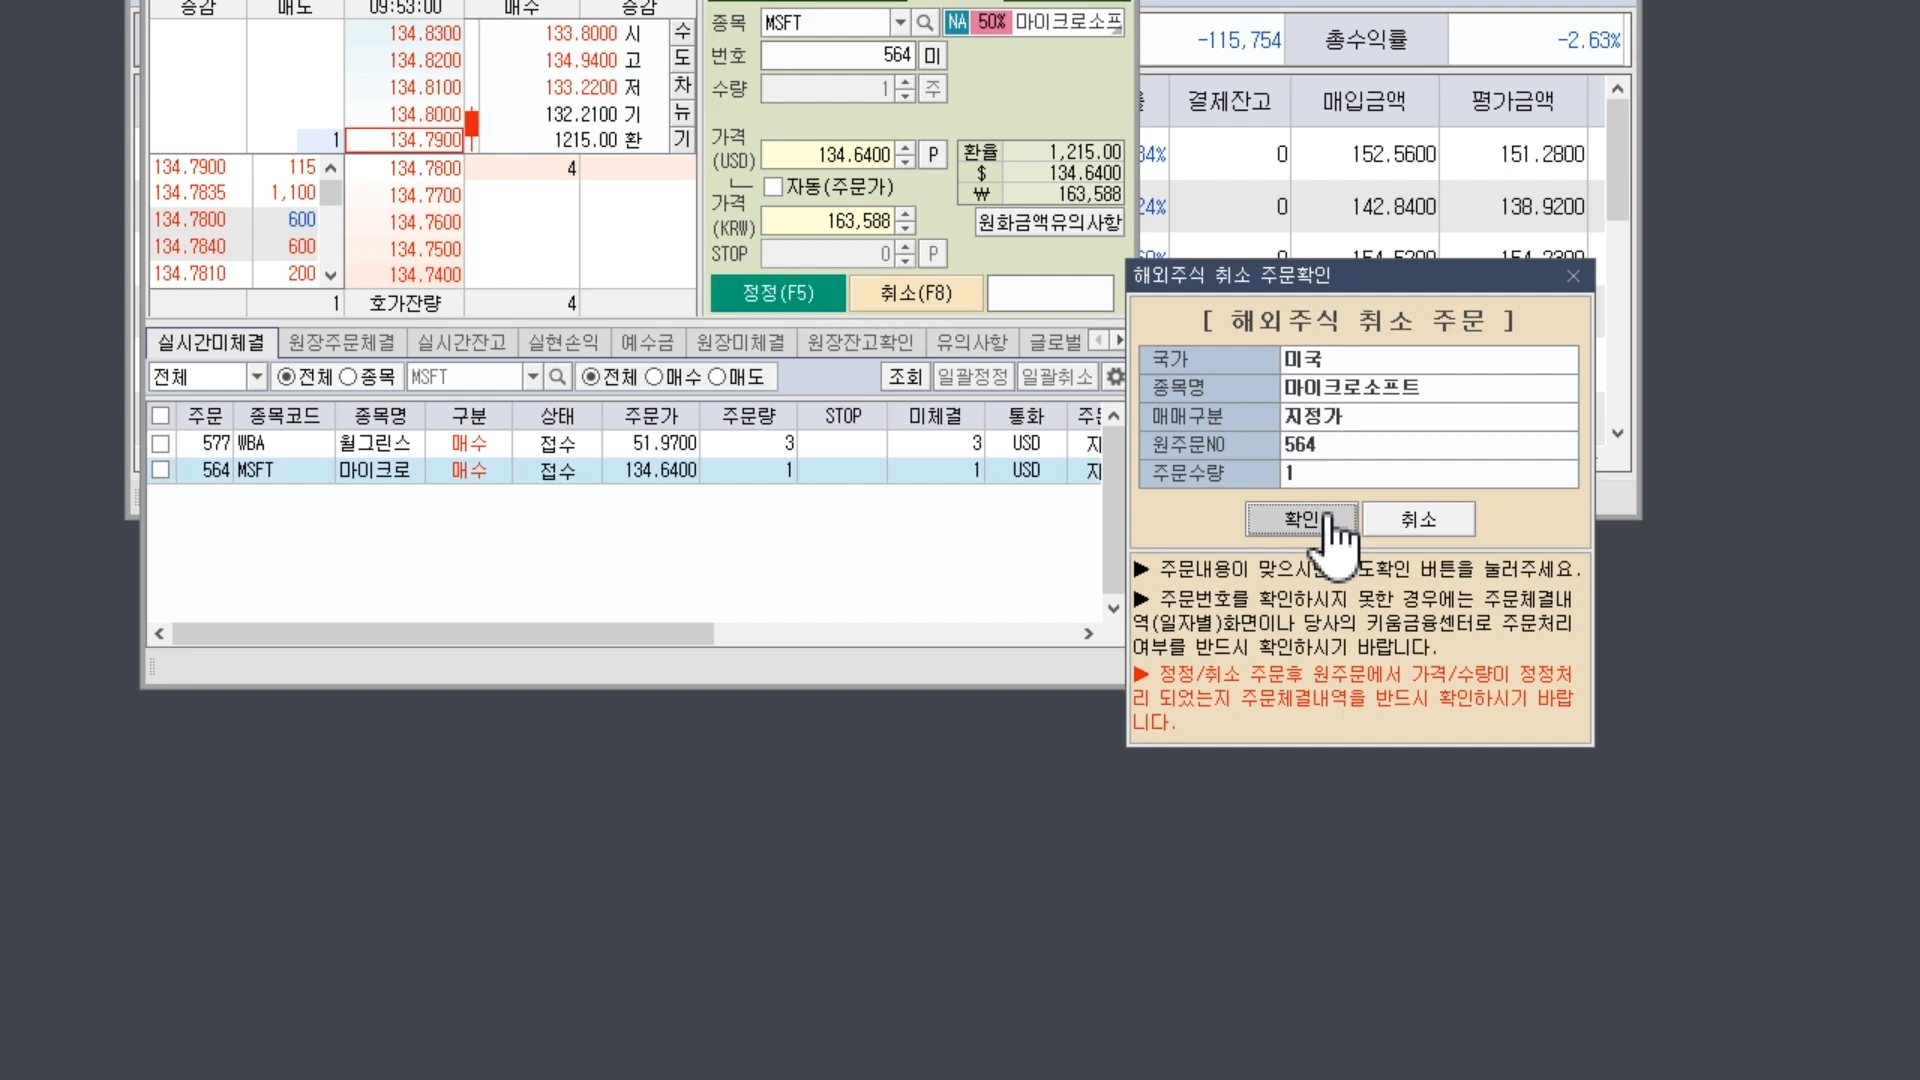 증감 매도 09:53:00 매수 증감
134.8300 133.8000 시 수
134.8200 134.9400 고 도
134.8100 133.2200 저 차
134.8000 132.2100 기 뉴
1 134.7900 1215.00 환 기
134.7900 115 134.7800 4
134.7835 1,100 134.7700
134.7800 600 134.7600
134.7840 600 134.7500
134.7810 200 134.7400
1 호가잔량 4
종목 MSFT NA 50% 마이크로소프
번호 564 미
수량 1 주
가격
(USD) 134.6400 P
자동(주문가)
가격
(KRW) 163,588
STOP 0 P
환율 1,215.00
$ 134.6400
₩ 163,588
원화금액유의사항
정정(F5) 취소(F8)
-115,754 총수익률 -2.63%
결제잔고 매입금액 평가금액
34% 0 152.5600 151.2800
24% 0 142.8400 138.9200
실시간미체결 원장주문체결 실시간잔고 실현손익 예수금 원장미체결 원장잔고확인 유의사항 글로벌
전체 전체 종목 MSFT 전체 매수 매도 조회 일괄정정 일괄취소
주문 종목코드 종목명 구분 상태 주문가 주문량 STOP 미체결 통화
577 WBA 월그린스 매수 접수 51.9700 3 3 USD 지
564 MSFT 마이크로 매수 접수 134.6400 1 1 USD 지
해외주식 취소 주문확인
[ 해외주식 취소 주문 ]
국가 미국
종목명 마이크로소프트
매매구분 지정가
원주문NO 564
주문수량 1
확인 취소
▶ 주문내용이 맞으시 도확인 버튼을 눌러주세요.
▶ 주문번호를 확인하시지 못한 경우에는 주문체결내
역(일자별)화면이나 당사의 키움금융센터로 주문처리
여부를 반드시 확인하시기 바랍니다.
▶ 정정/취소 주문후 원주문에서 가격/수량이 정정처
리 되었는지 주문체결내역을 반드시 확인하시기 바랍
니다.